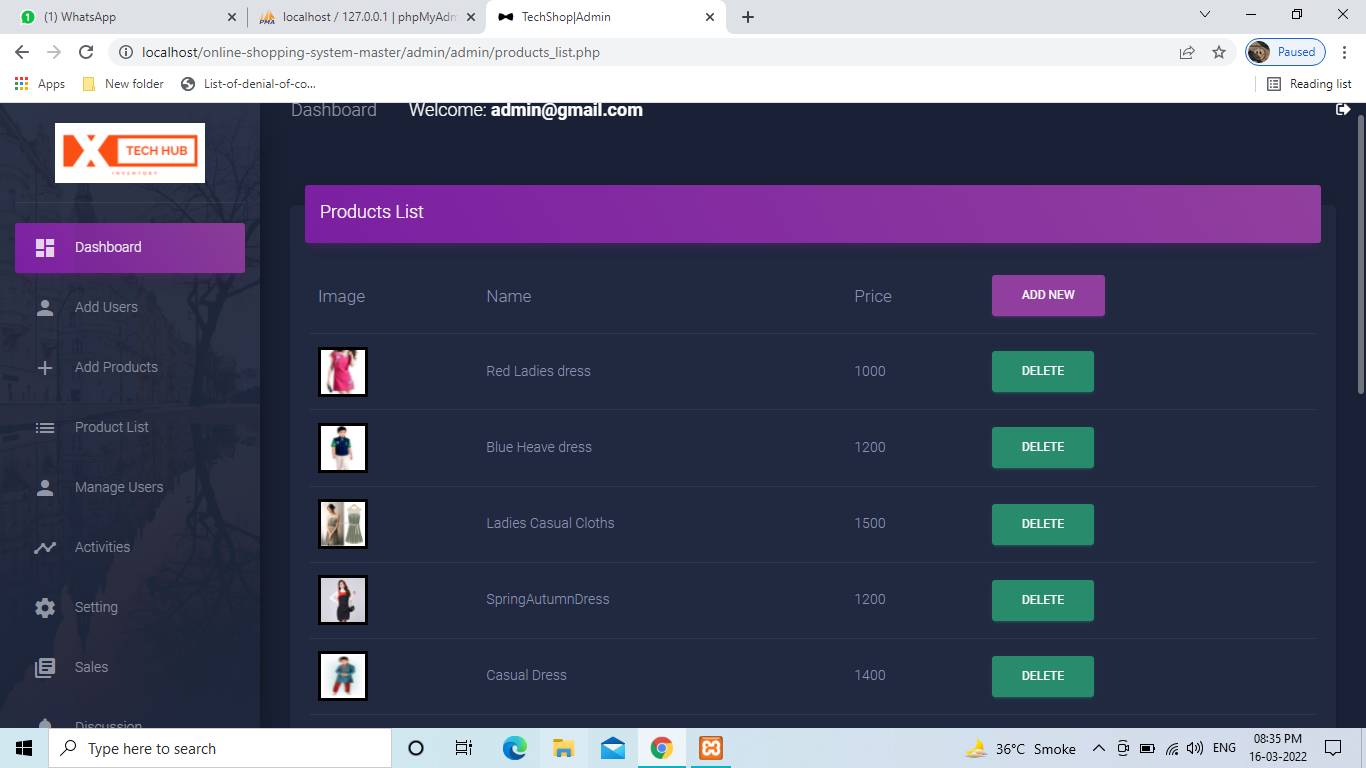 (1) WhatsApp
localhost / 127.0.0.1 | phpMyAdm
TechShop|Admin
localhost/online-shopping-system-master/admin/admin/products_list.php
Paused
Apps
New folder
List-of-denial-of-co...
Reading list
TECH HUB
INVENTORY
Dashboard
Welcome: admin@gmail.com
Dashboard
Add Users
Add Products
Product List
Manage Users
Activities
Setting
Sales
Discussion
Products List
Image Name Price ADD NEW
Red Ladies dress 1000 DELETE
Blue Heave dress 1200 DELETE
Ladies Casual Cloths 1500 DELETE
SpringAutumnDress 1200 DELETE
Casual Dress 1400 DELETE
Type here to search
36°C Smoke
ENG
08:35 PM
16-03-2022